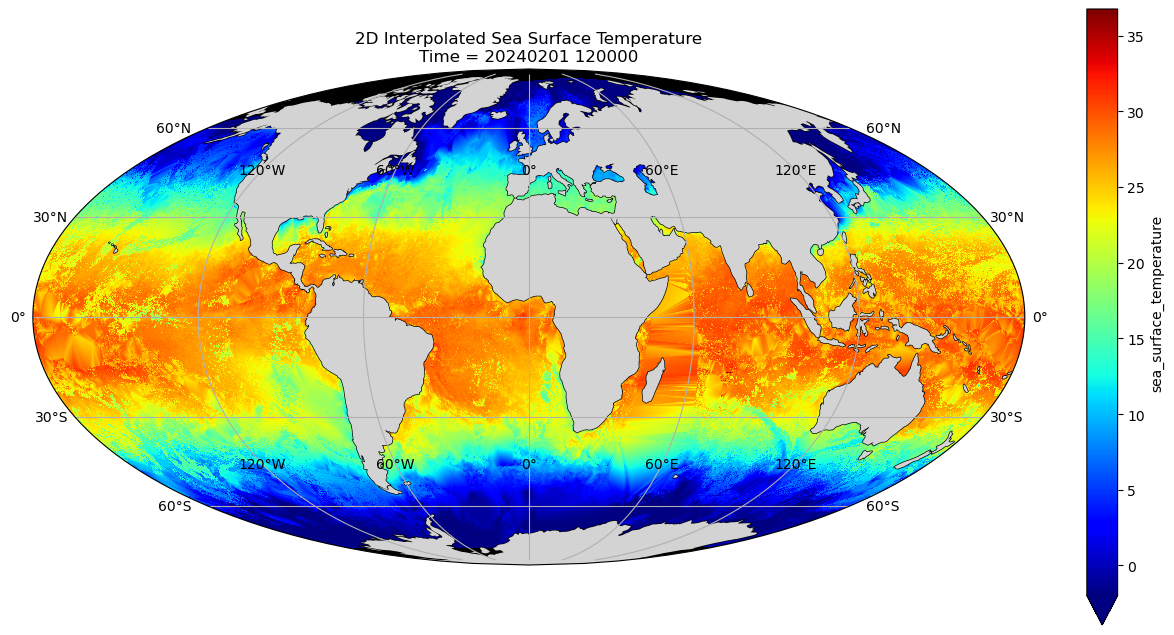 2D Interpolated Sea Surface Temperature
Time = 20240201 120000
60°N
60°N
120°W
60°W
0°
60°E
120°E
30°N
30°N
0°
0°
30°S
30°S
120°W
60°W
0°
60°E
120°E
60°S
60°S
35
30
25
20
15
10
5
0
sea_surface_temperature